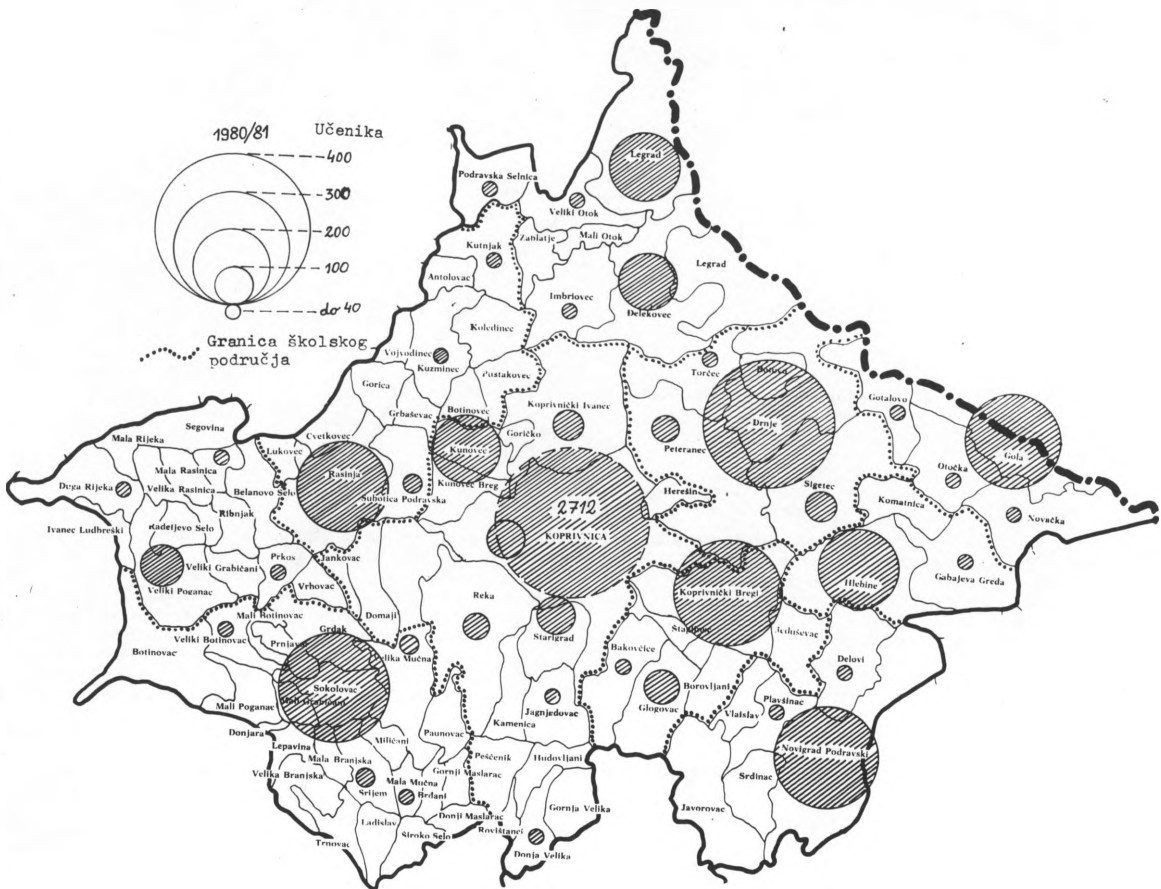 1980/81 Učenika
400
300
200
100
do 40
Granica školskog
područja
Legrad
Podravska Selnica
Veliki Otok
Zablatje
Mali Otok
Kutnjak
Legrad
Antolovac
Imbriovec
Đelekovec
Koledinec
Vojvodinec
Kuzminec
Pustakovec
Torčec
Botovo
Gorica
Grbaševac
Botinovec
Koprivnički Ivanec
Gotalovo
Segovina
Goričko
Drnje
Mala Rijeka
Cvetkovec
Lukovec
Kunovec
Peteranec
Gola
Mala Rasinica
Rasinja
Otočka
Duga Rijeka
Velika Rasinica
Belanovo Selo
Subotica Podravska
Kunovec Breg
Herešin
Sigetec
Komatnica
Ribnjak
2712
KOPRIVNICA
Novačka
Ivanec Ludbreški
Radeljevo Selo
Prkos
Jankovac
Veliki Grabičani
Gabajeva Greda
Hlebine
Veliki Poganac
Vrhovac
Reka
Koprivnički Bregi
Mali Botinovac
Domaji
Starigrad
Grdak
Jeduševac
Veliki Botinovac
Prnjavor
Velika Mučna
Bakovčice
Botinovac
Delovi
Sokolovac
Mali Grabičani
Borovljani
Plavšinac
Mali Poganac
Jagnjedovac
Glogovac
Vlaislav
Kamenica
Donjara
Miličani
Paunovac
Lepavina
Novigrad Podravski
Mala Branjska
Peščenik
Hudovljani
Velika Branjska
Gornji Maslarac
Srdinac
Mala Mučna
Srijem
Brđani
Gornja Velika
Javorovac
Donji Maslarac
Ladislav
Rovištanci
Široko Selo
Trnovac
Donja Velika